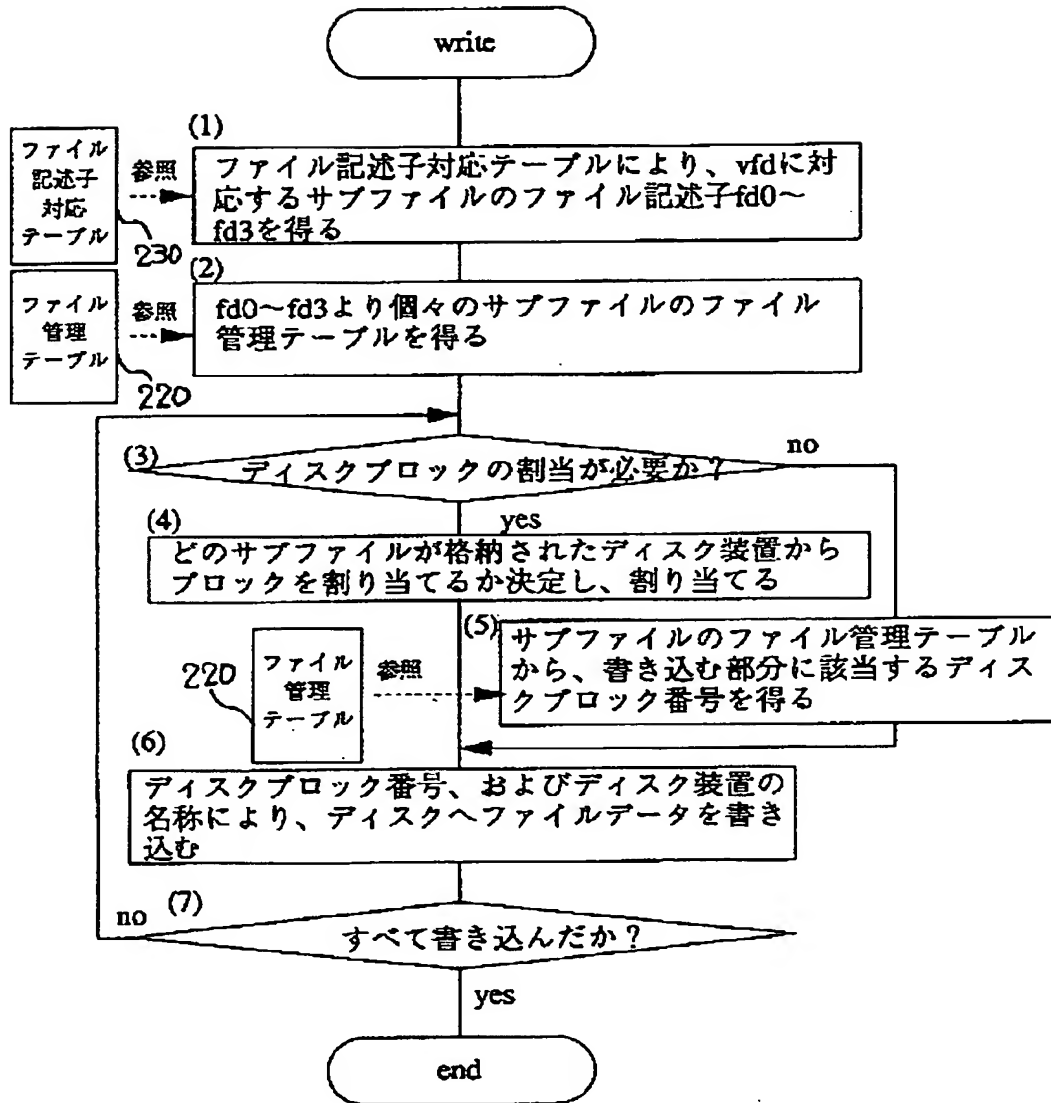 write
(1)
ファイル
記述子
対応
テーブル
参照
230
ファイル記述子対応テーブルにより、vfdに対
応するサブファイルのファイル記述子fd0～
fd3を得る
(2)
ファイル
管理
テーブル
参照
220
fd0～fd3より個々のサブファイルのファイル
管理テーブルを得る
(3)
ディスクブロックの割当が必要か？
no
yes
(4)
どのサブファイルが格納されたディスク装置から
ブロックを割り当てるか決定し、割り当てる
(5)
220
ファイル
管理
テーブル
参照
サブファイルのファイル管理テーブル
から、書き込む部分に該当するディス
クブロック番号を得る
(6)
ディスクブロック番号、およびディスク装置の
名称により、ディスクへファイルデータを書き
込む
no
(7)
すべて書き込んだか？
yes
end